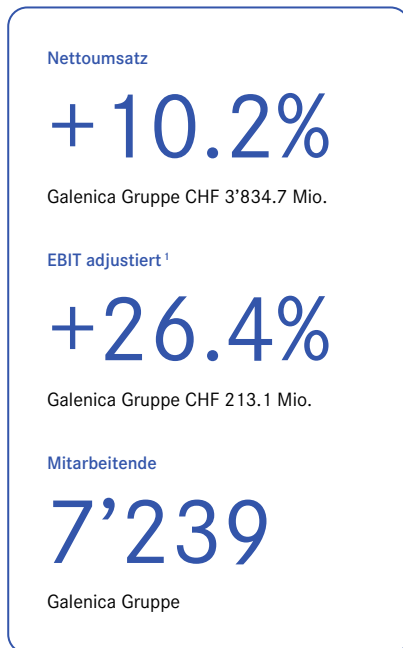 Nettoumsatz
+10.2%
Galenica Gruppe CHF 3’834.7 Mio.
EBIT adjustiert ¹
+26.4%
Galenica Gruppe CHF 213.1 Mio.
Mitarbeitende
7’239
Galenica Gruppe